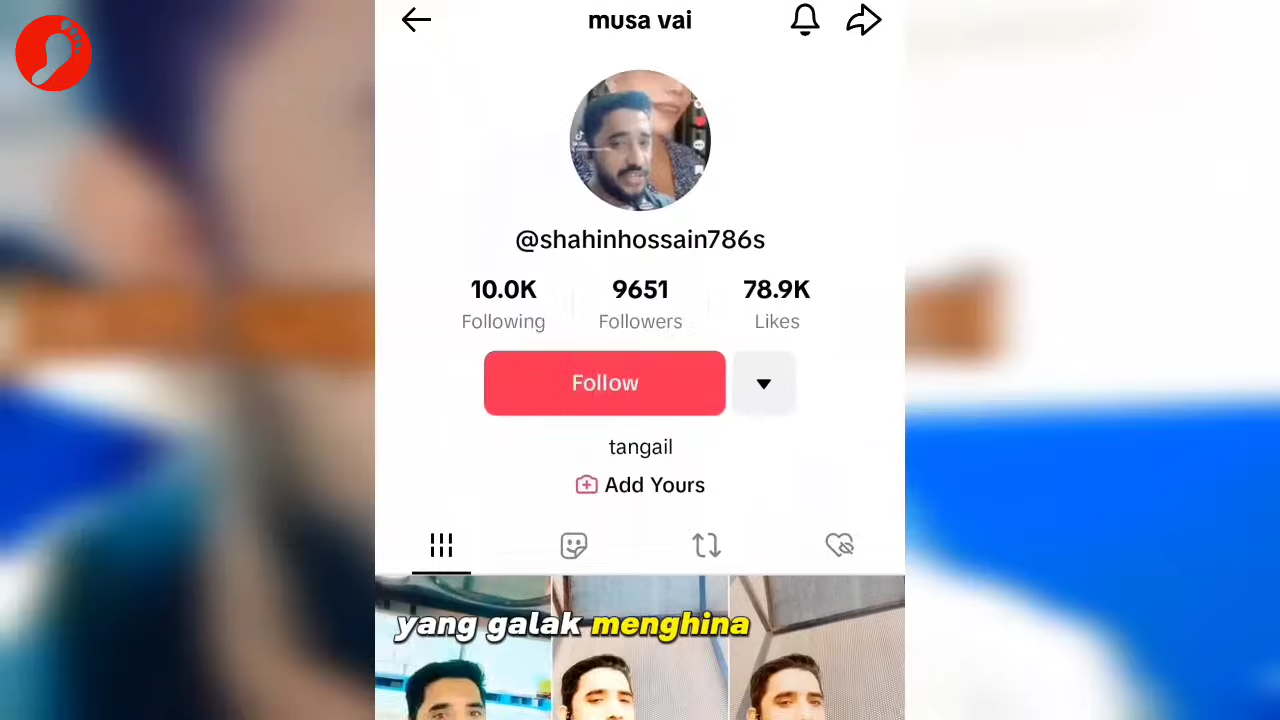 musa vai
@shahinhossain786s
10.0K 9651 78.9K
Following Followers Likes
Follow
tangail
Add Yours
yang galak menghina